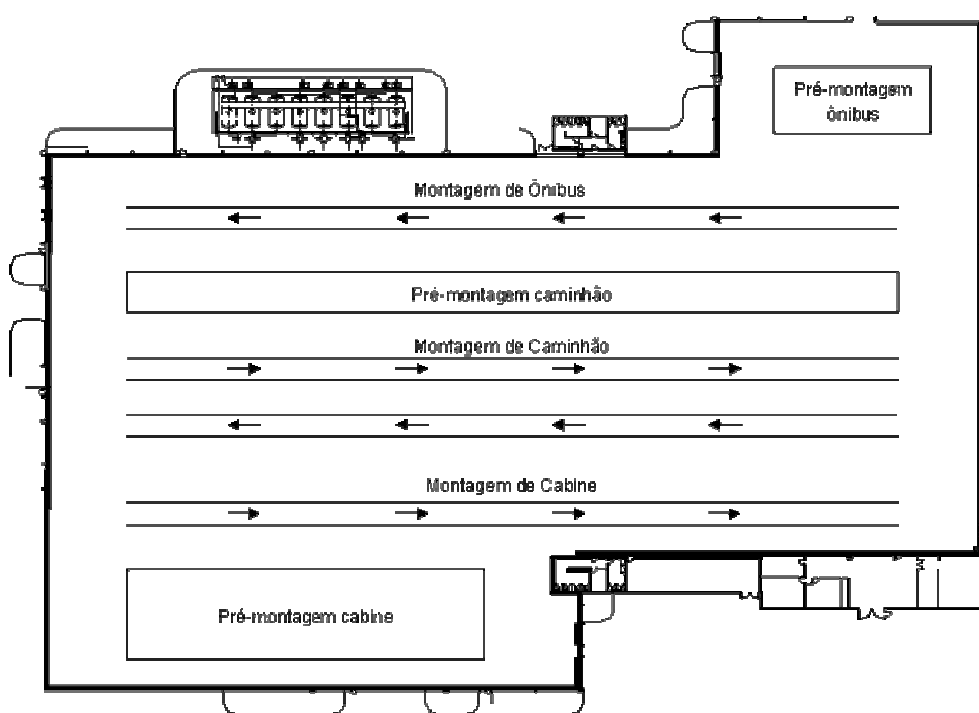 Pré-montagem
ônibus
Montagem de Ônibus
Pré-montagem caminhão
Montagem de Caminhão
Montagem de Cabine
Pré-montagem cabine